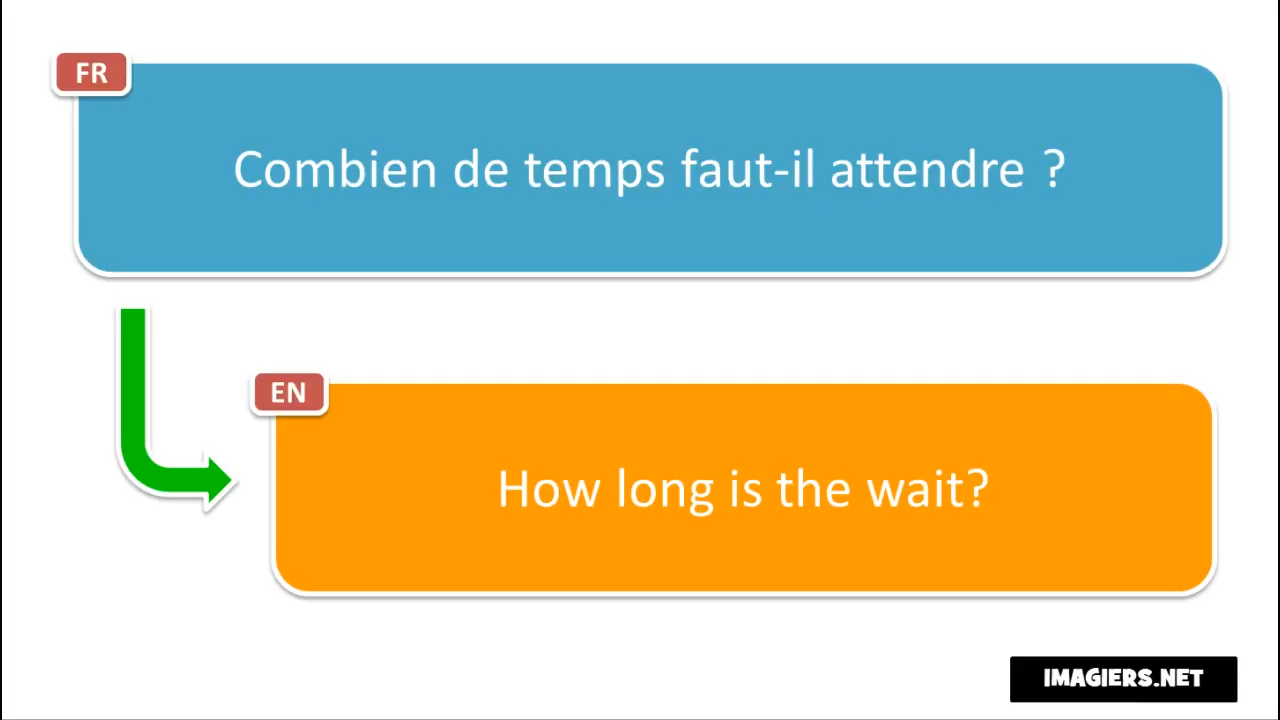 FR
Combien de temps faut-il attendre ?
EN
How long is the wait?
IMAGIERS.NET